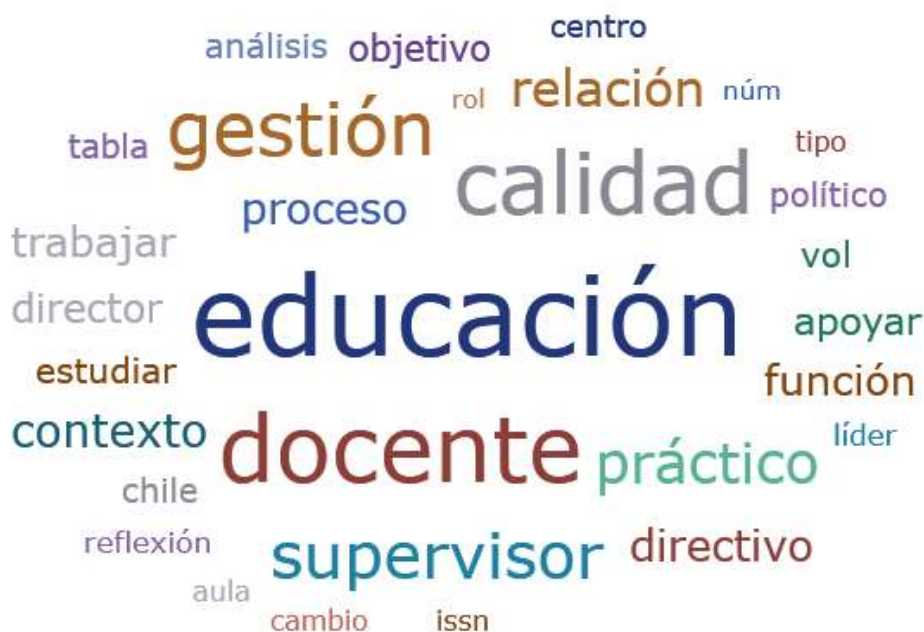 centro
análisis objetivo
rol relación núm
gestión
tabla
tipo
calidad
político
proceso
trabajar
vol
director
educación
apoyar
estudiar
función
contexto
docente
práctico
líder
chile
reflexión
supervisor
directivo
aula
cambio issn